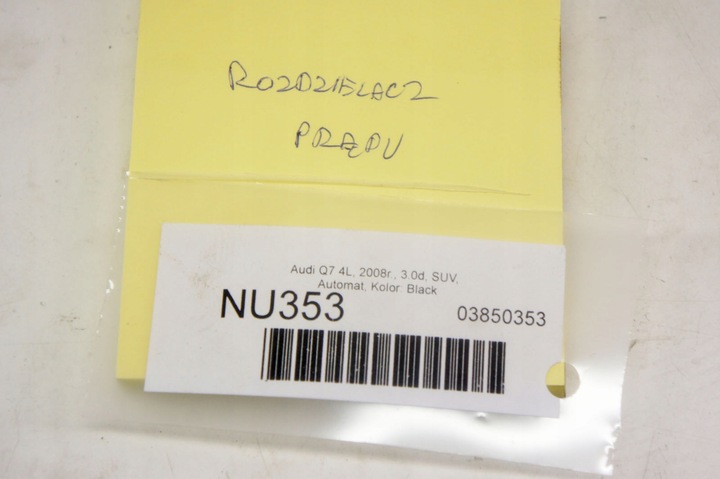 ROZDZIELACZ
PRĄDU
Audi Q7 4L, 2008r., 3.0d, SUV,
Automat, Kolor: Black
NU353
03850353